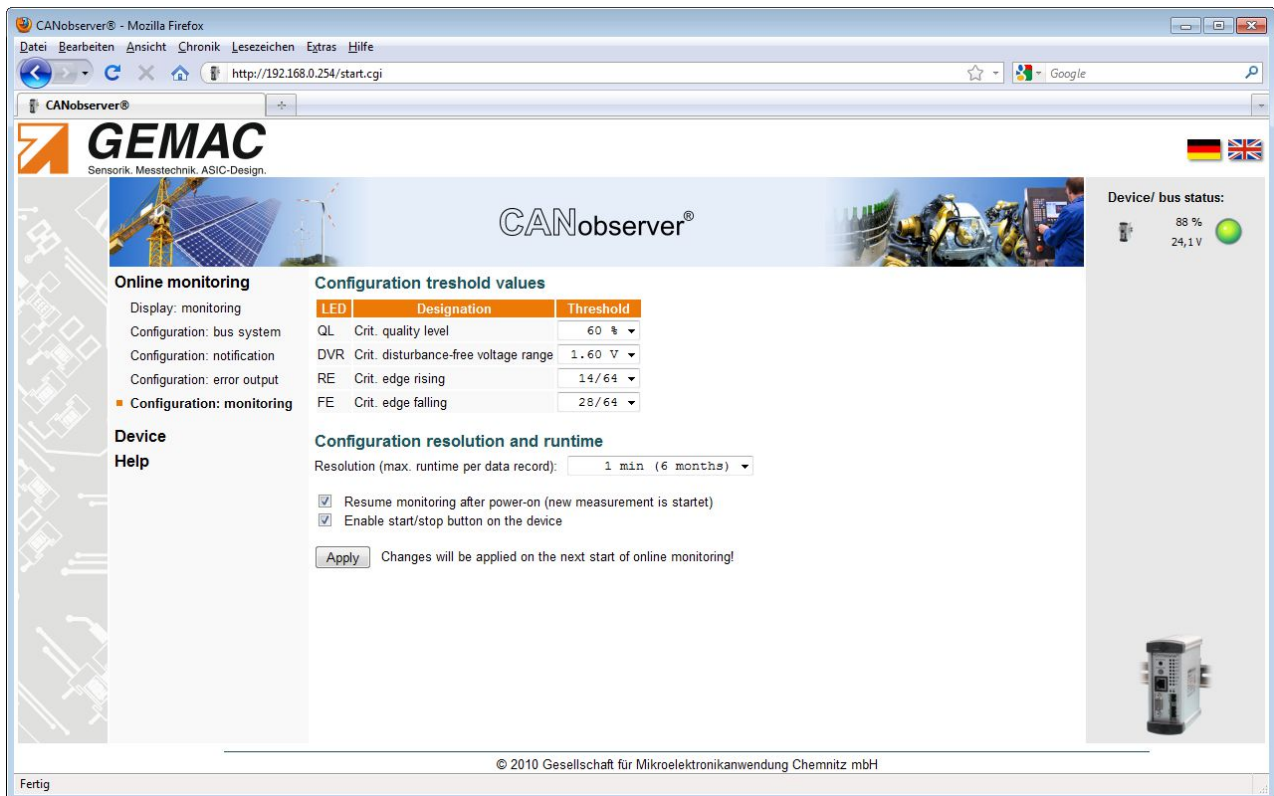 CANobserver® - Mozilla Firefox
Datei Bearbeiten Ansicht Chronik Lesezeichen Extras Hilfe
http://192.168.0.254/start.cgi
Google
CANobserver®
GEMAC
Sensorik. Messtechnik. ASIC-Design.
CANobserver®
Device/ bus status:
88 %
24,1 V
Online monitoring
Display: monitoring
Configuration: bus system
Configuration: notification
Configuration: error output
Configuration: monitoring
Device
Help
Configuration treshold values
LED Designation Threshold
QL Crit. quality level 60 %
DVR Crit. disturbance-free voltage range 1.60 V
RE Crit. edge rising 14/64
FE Crit. edge falling 28/64
Configuration resolution and runtime
Resolution (max. runtime per data record): 1 min (6 months)
Resume monitoring after power-on (new measurement is startet)
Enable start/stop button on the device
Apply Changes will be applied on the next start of online monitoring!
© 2010 Gesellschaft für Mikroelektronikanwendung Chemnitz mbH
Fertig